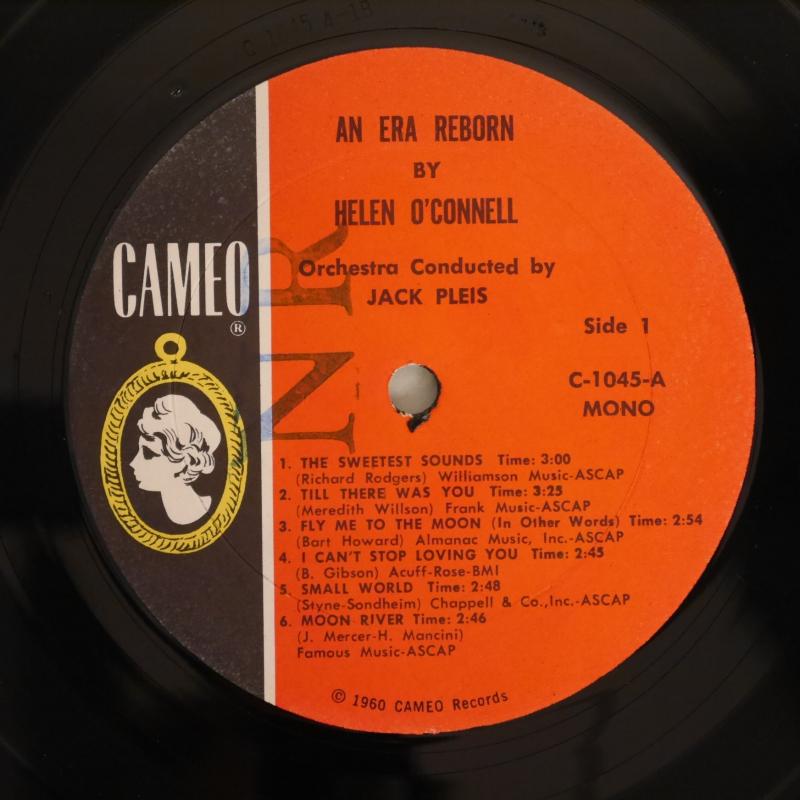 C 1045 A-1B
AN ERA REBORN
BY
HELEN O'CONNELL
Orchestra Conducted by
JACK PLEIS
CAMEO
®
NR
Side 1
C-1045-A
MONO
1. THE SWEETEST SOUNDS Time: 3:00
(Richard Rodgers) Williamson Music-ASCAP
2. TILL THERE WAS YOU Time: 3:25
(Meredith Willson) Frank Music-ASCAP
3. FLY ME TO THE MOON (In Other Words) Time: 2:54
(Bart Howard) Almanac Music, Inc.-ASCAP
4. I CAN'T STOP LOVING YOU Time: 2:45
(B. Gibson) Acuff-Rose-BMI
5. SMALL WORLD Time: 2:48
(Styne-Sondheim) Chappell & Co.,Inc.-ASCAP
6. MOON RIVER Time: 2:46
(J. Mercer-H. Mancini)
Famous Music-ASCAP
© 1960 CAMEO Records